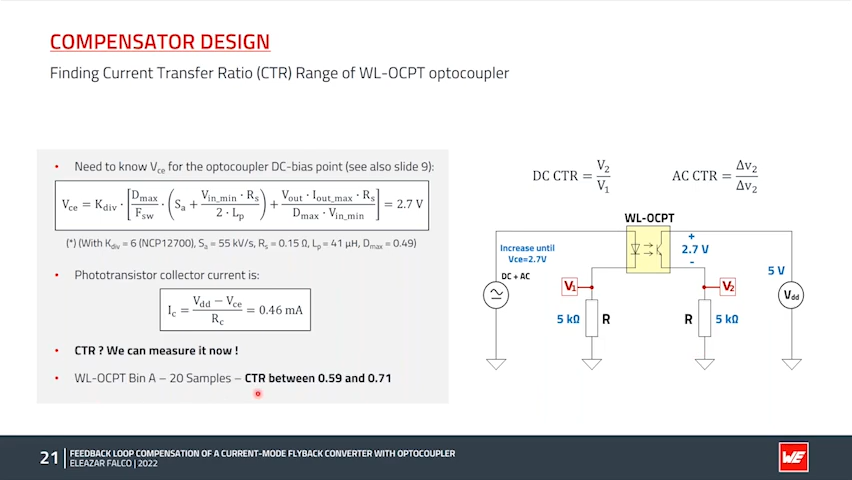 COMPENSATOR DESIGN
Finding Current Transfer Ratio (CTR) Range of WL-OCPT optocoupler
• Need to know Vce for the optocoupler DC-bias point (see also slide 9):
Vce = Kdiv · [Dmax/Fsw · (Sa + Vin_min · Rs / 2 · Lp) + Vout · Iout_max · Rs / Dmax · Vin_min] = 2.7 V
(*) (With Kdiv = 6 (NCP12700), Sa = 55 kV/s, Rs = 0.15 Ω, Lp = 41 µH, Dmax = 0.49)
• Phototransistor collector current is:
Ic = Vdd − Vce / Rc = 0.46 mA
• CTR ? We can measure it now !
• WL-OCPT Bin A – 20 Samples – CTR between 0.59 and 0.71
DC CTR = V2/V1
AC CTR = Δv2/Δv2
WL-OCPT
Increase until
Vce=2.7V
DC + AC
+
2.7 V
-
5 V
V1
V2
Vdd
5 kΩ
R
R
5 kΩ
21
FEEDBACK LOOP COMPENSATION OF A CURRENT-MODE FLYBACK CONVERTER WITH OPTOCOUPLER
ELEAZAR FALCO | 2022
WE